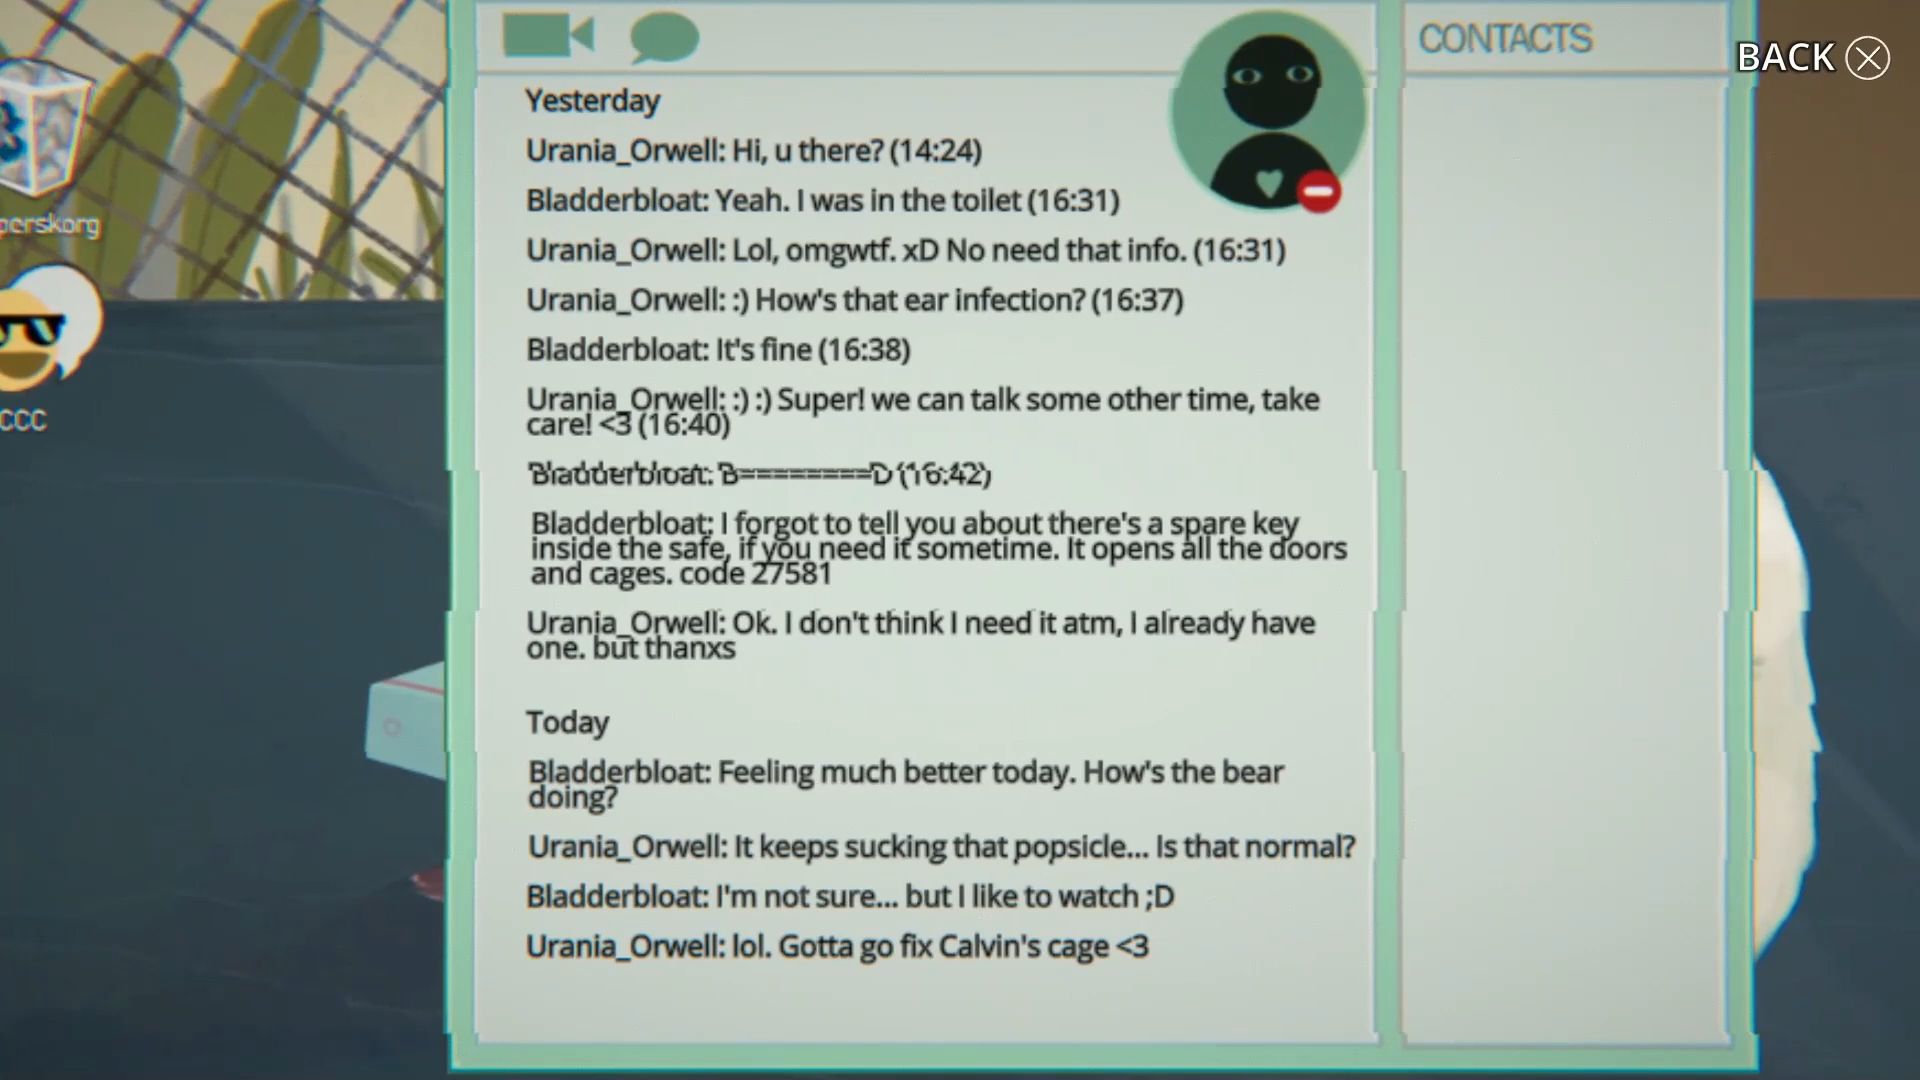 CONTACTS
BACK
Yesterday
Urania_Orwell: Hi, u there? (14:24)
Bladderbloat: Yeah. I was in the toilet (16:31)
Urania_Orwell: Lol, omgwtf. xD No need that info. (16:31)
Urania_Orwell: :) How's that ear infection? (16:37)
Bladderbloat: It's fine (16:38)
Urania_Orwell: :) :) Super! we can talk some other time, take
care! <3 (16:40)
Bladderbloat: B========D (16:42)
Bladderbloat: I forgot to tell you about there's a spare key
inside the safe, if you need it sometime. It opens all the doors
and cages. code 27581
Urania_Orwell: Ok. I don't think I need it atm, I already have
one. but thanxs
Today
Bladderbloat: Feeling much better today. How's the bear
doing?
Urania_Orwell: It keeps sucking that popsicle... Is that normal?
Bladderbloat: I'm not sure... but I like to watch ;D
Urania_Orwell: lol. Gotta go fix Calvin's cage <3
perskorg
CCC